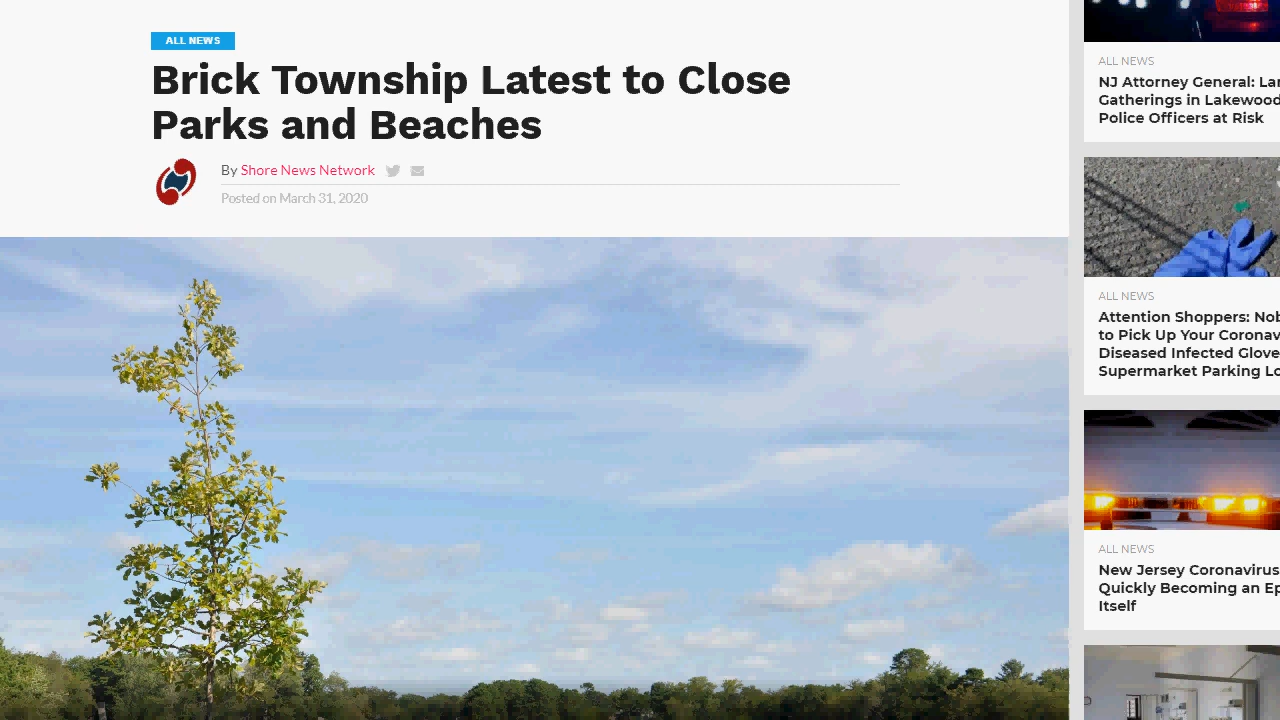 ALL NEWS
Brick Township Latest to Close
Parks and Beaches
By Shore News Network
Posted on March 31, 2020
ALL NEWS
NJ Attorney General:
Gatherings in Lakewood
Police Officers at Risk
ALL NEWS
Attention Shoppers:
to Pick Up Your
Diseased Infected
Supermarket Parking
ALL NEWS
New Jersey Coronavirus
Quickly Becoming an
Itself